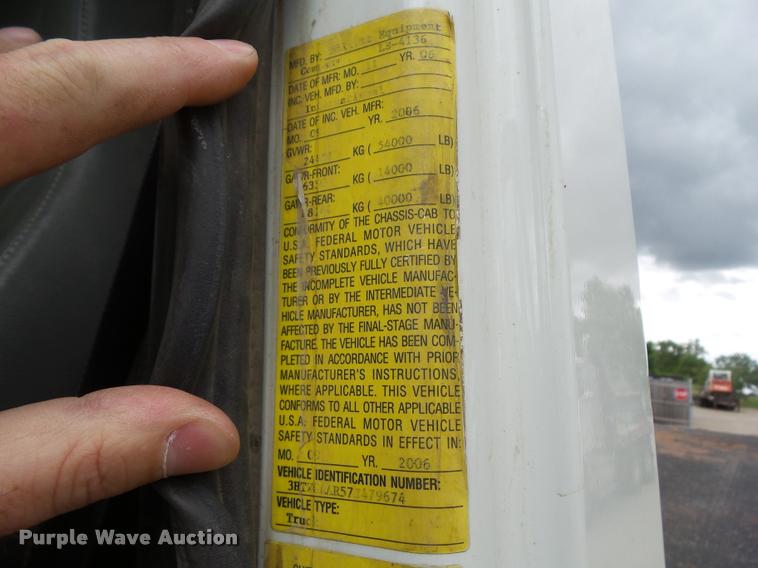 MFD. BY: Equipment
LS-4136
DATE OF MFR: MO. YR. 06
INC. VEH. MFD. BY:
DATE OF INC. VEH. MFR:
MO. YR. 2006
GVWR:
KG ( 54000 LB)
GAWR-FRONT:
KG ( 14000 LB)
GAWR-REAR:
KG ( 40000 LB)
CONFORMITY OF THE CHASSIS-CAB TO
U.S.A. FEDERAL MOTOR VEHICLE
SAFETY STANDARDS, WHICH HAVE
BEEN PREVIOUSLY FULLY CERTIFIED BY
THE INCOMPLETE VEHICLE MANUFAC-
TURER OR BY THE INTERMEDIATE VE-
HICLE MANUFACTURER, HAS NOT BEEN
AFFECTED BY THE FINAL-STAGE MANU-
FACTURE. THE VEHICLE HAS BEEN COM-
PLETED IN ACCORDANCE WITH PRIOR
MANUFACTURER'S INSTRUCTIONS,
WHERE APPLICABLE. THIS VEHICLE
CONFORMS TO ALL OTHER APPLICABLE
U.S.A. FEDERAL MOTOR VEHICLE
SAFETY STANDARDS IN EFFECT IN:
MO. YR. 2006
VEHICLE IDENTIFICATION NUMBER:
VEHICLE TYPE:
Truck
Purple Wave Auction